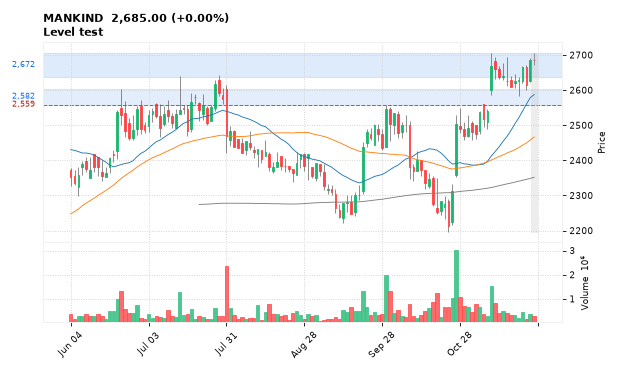 MANKIND 2,685.00 (+0.00%)
Level test
2,672
2,582
2,559
2700
2600
2500
2400
2300
2200
Price
3
2
1
Volume 10⁶
Jun 04
Jul 03
Jul 31
Aug 28
Sep 28
Oct 28